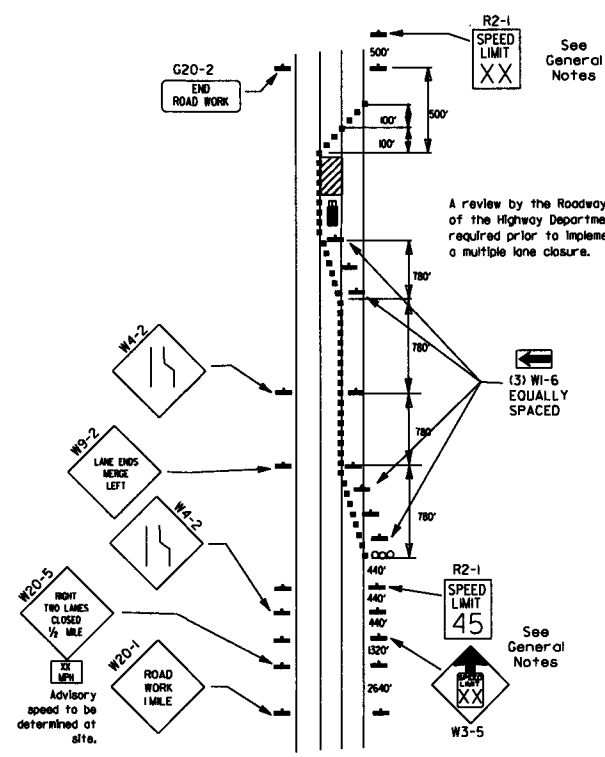 R2-1
SPEED
LIMIT
XX
See
General
Notes
500'
G20-2
END
ROAD WORK
500'
100'
100'
A review by the Roadway
of the Highway Departme
required prior to impleme
a multiple lane closure.
780'
780'
W4-2
(3) W1-6
EQUALLY
SPACED
780'
W9-2
LANE ENDS
MERGE
LEFT
780'
W4-2
440'
R2-1
SPEED
LIMIT
45
440'
440'
W20-5
RIGHT
TWO LANES
CLOSED
1/2 MILE
XX
MPH
Advisory
speed to be
determined at
site.
1320'
See
General
Notes
W20-1
ROAD
WORK
1 MILE
2640'
SPEED
LIMIT
XX
W3-5